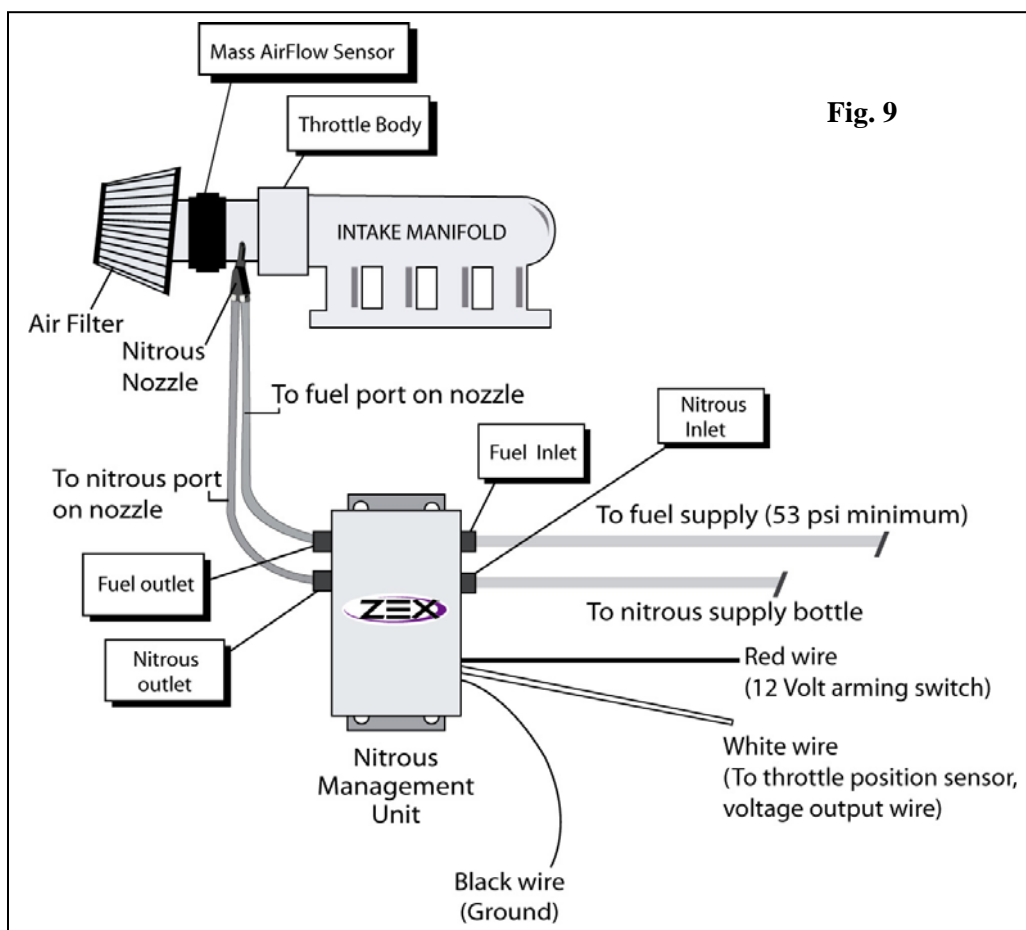 Mass AirFlow Sensor
Fig. 9
Throttle Body
INTAKE MANIFOLD
Air Filter
Nitrous
Nozzle
To fuel port on nozzle
Nitrous
Inlet
Fuel Inlet
To nitrous port
on nozzle
To fuel supply (53 psi minimum)
Fuel outlet
ZEX
To nitrous supply bottle
Nitrous
outlet
Red wire
(12 Volt arming switch)
White wire
(To throttle position sensor,
voltage output wire)
Nitrous
Management
Unit
Black wire
(Ground)